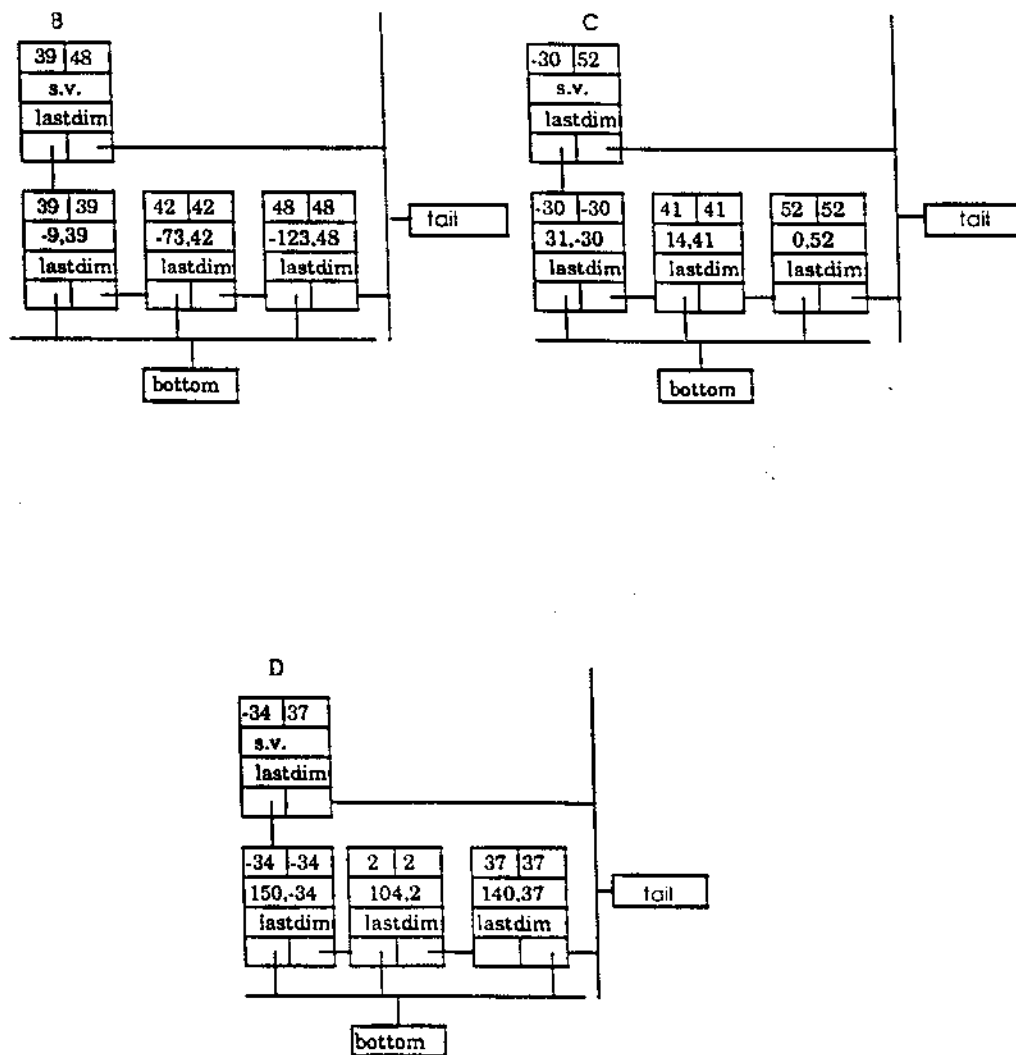 B
39 48
s.v.
lastdim
39 39 42 42 48 48
-9,39 -73,42 -123,48
lastdim lastdim lastdim
tail
bottom
C
-30 52
s.v.
lastdim
-30 -30 41 41 52 52
31,-30 14,41 0,52
lastdim lastdim lastdim
tail
bottom
D
-34 37
s.v.
lastdim
-34 -34 2 2 37 37
150,-34 104,2 140,37
lastdim lastdim lastdim
tail
bottom